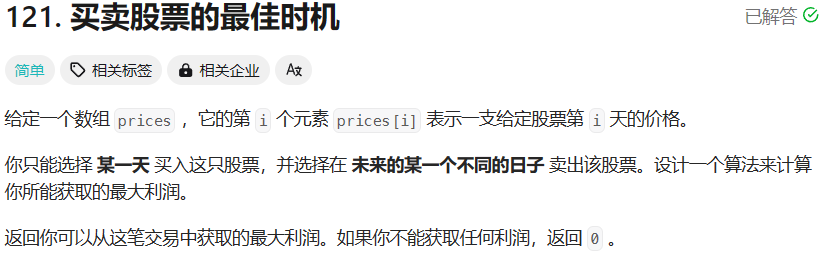 121. 买卖股票的最佳时机
已解答
简单 相关标签 相关企业 Aあ
给定一个数组 prices ，它的第 i 个元素 prices[i] 表示一支给定股票第 i 天的价格。
你只能选择 某一天 买入这只股票，并选择在 未来的某一个不同的日子 卖出该股票。设计一个算法来计算
你所能获取的最大利润。
返回你可以从这笔交易中获取的最大利润。如果你不能获取任何利润，返回 0 。